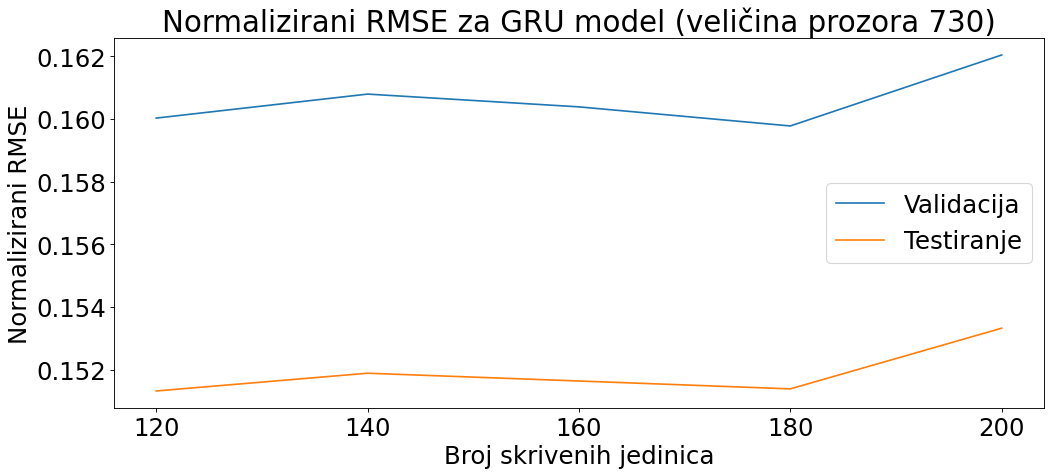 Normalizirani RMSE za GRU model (veličina prozora 730)
0.162
0.160
0.158
0.156
0.154
0.152
Normalizirani RMSE
Validacija
Testiranje
120 140 160 180 200
Broj skrivenih jedinica